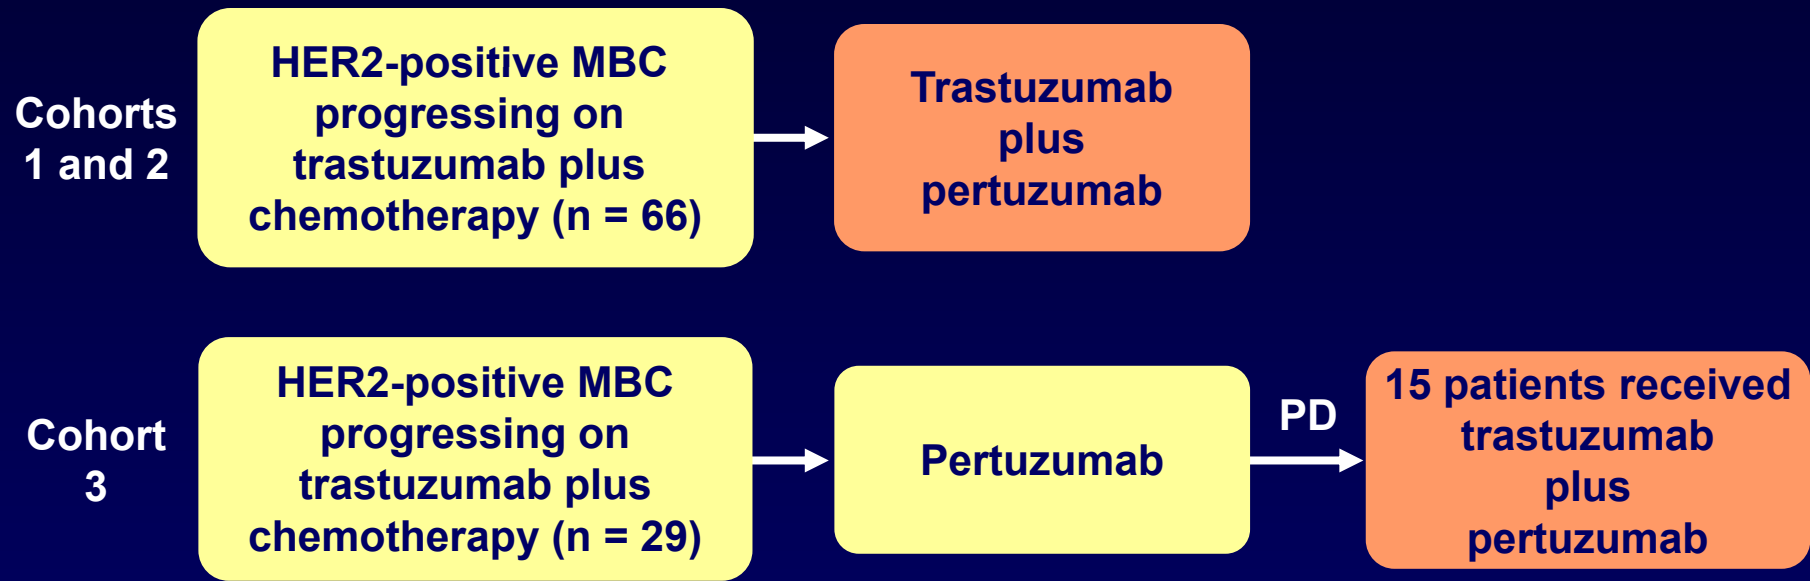 Cohorts
1 and 2
HER2-positive MBC
progressing on
trastuzumab plus
chemotherapy (n = 66)
Trastuzumab
plus
pertuzumab
Cohort
3
HER2-positive MBC
progressing on
trastuzumab plus
chemotherapy (n = 29)
Pertuzumab
PD
15 patients received
trastuzumab
plus
pertuzumab